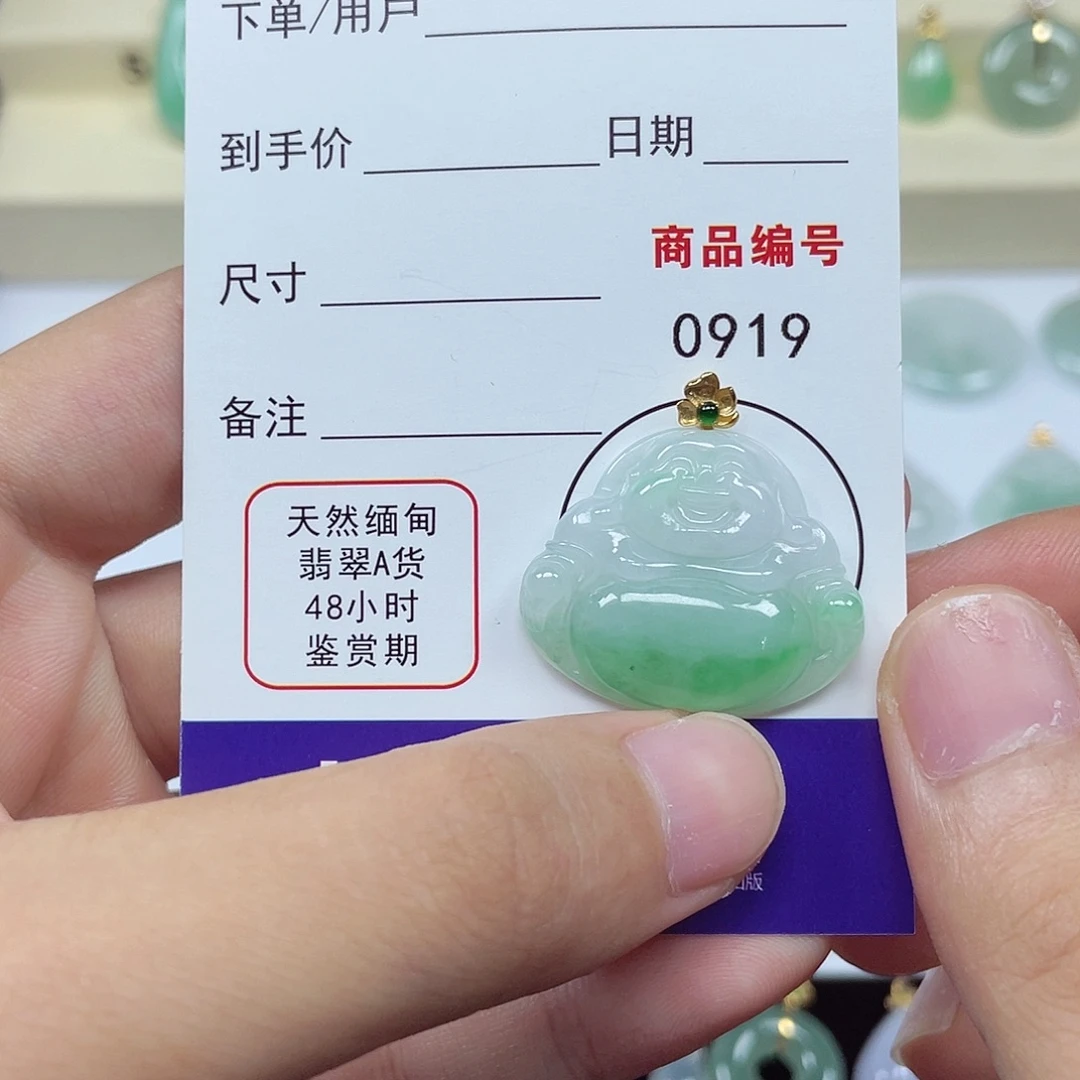 下单/用户
到手价 日期
商品编号
尺寸
0919
备注
天然缅甸
翡翠A货
48小时
鉴赏期
版